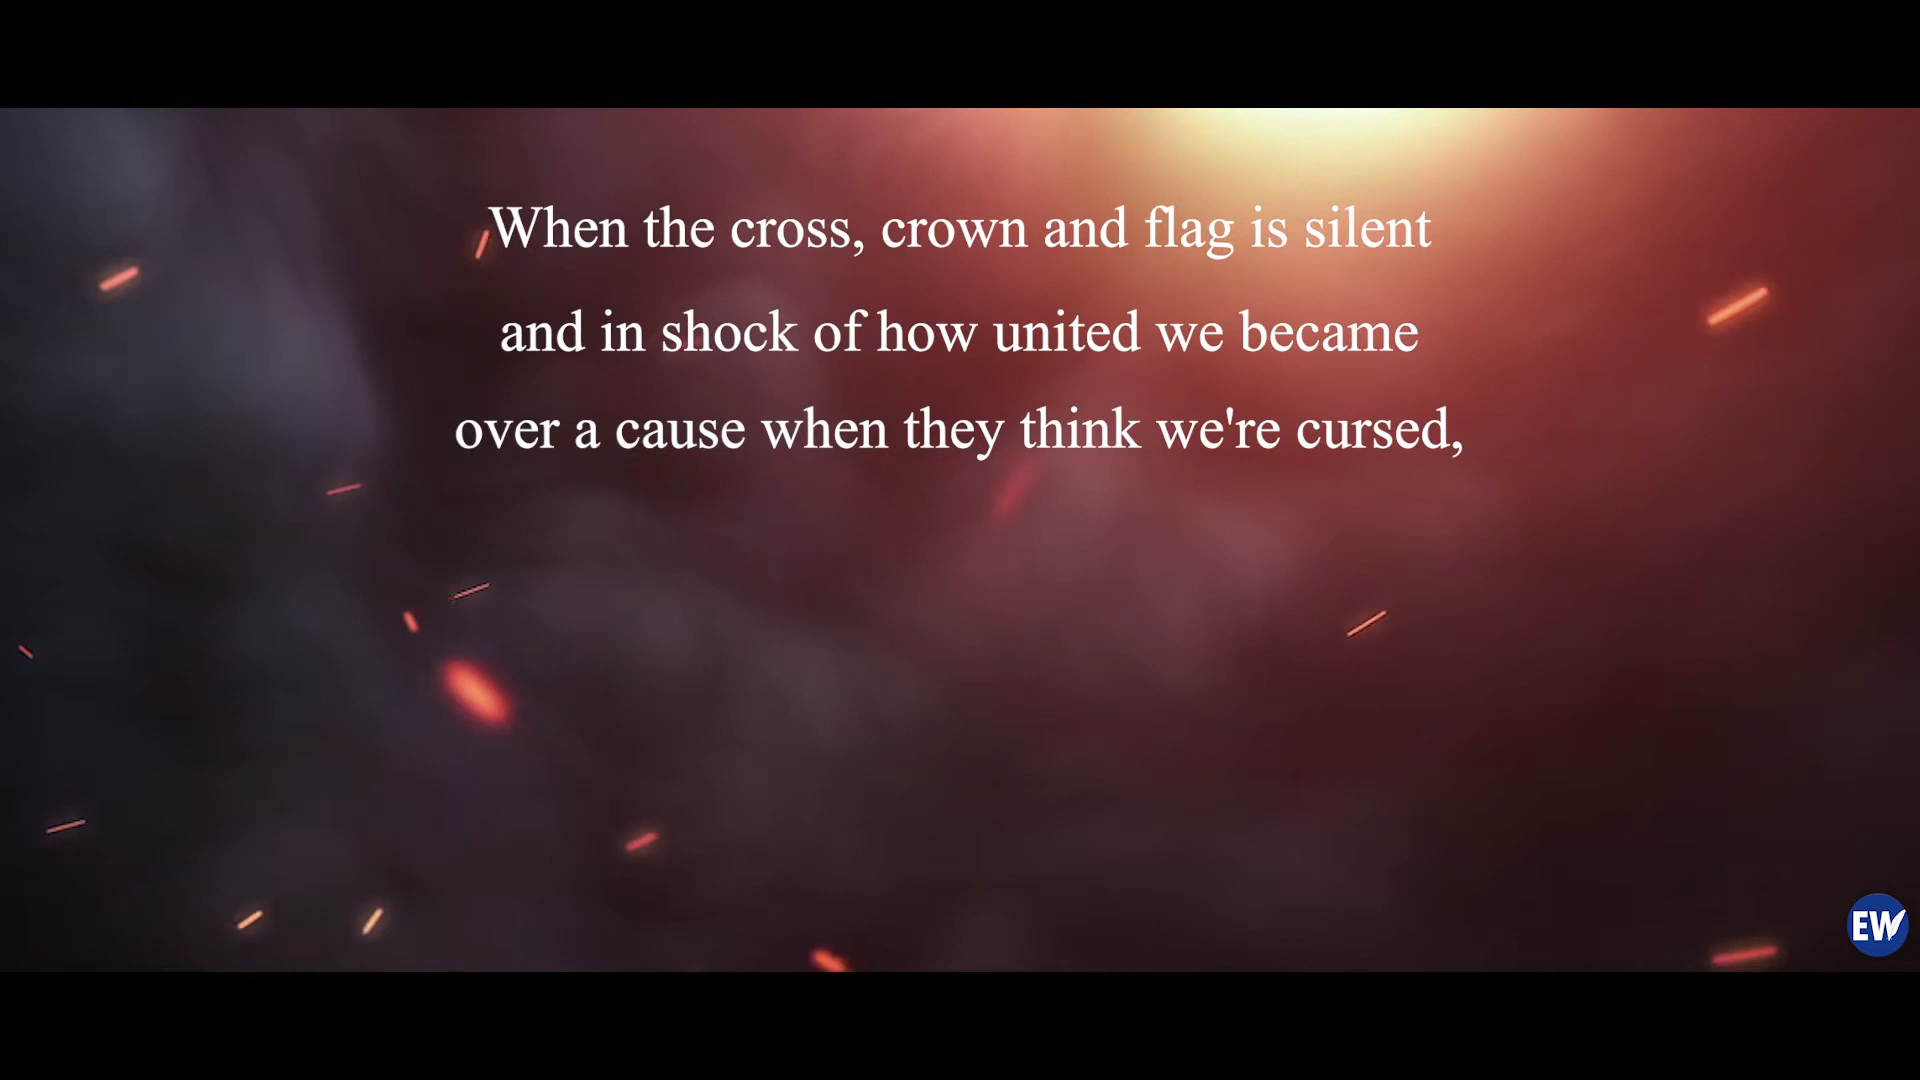 When the cross, crown and flag is silent
and in shock of how united we became
over a cause when they think we're cursed,
EW